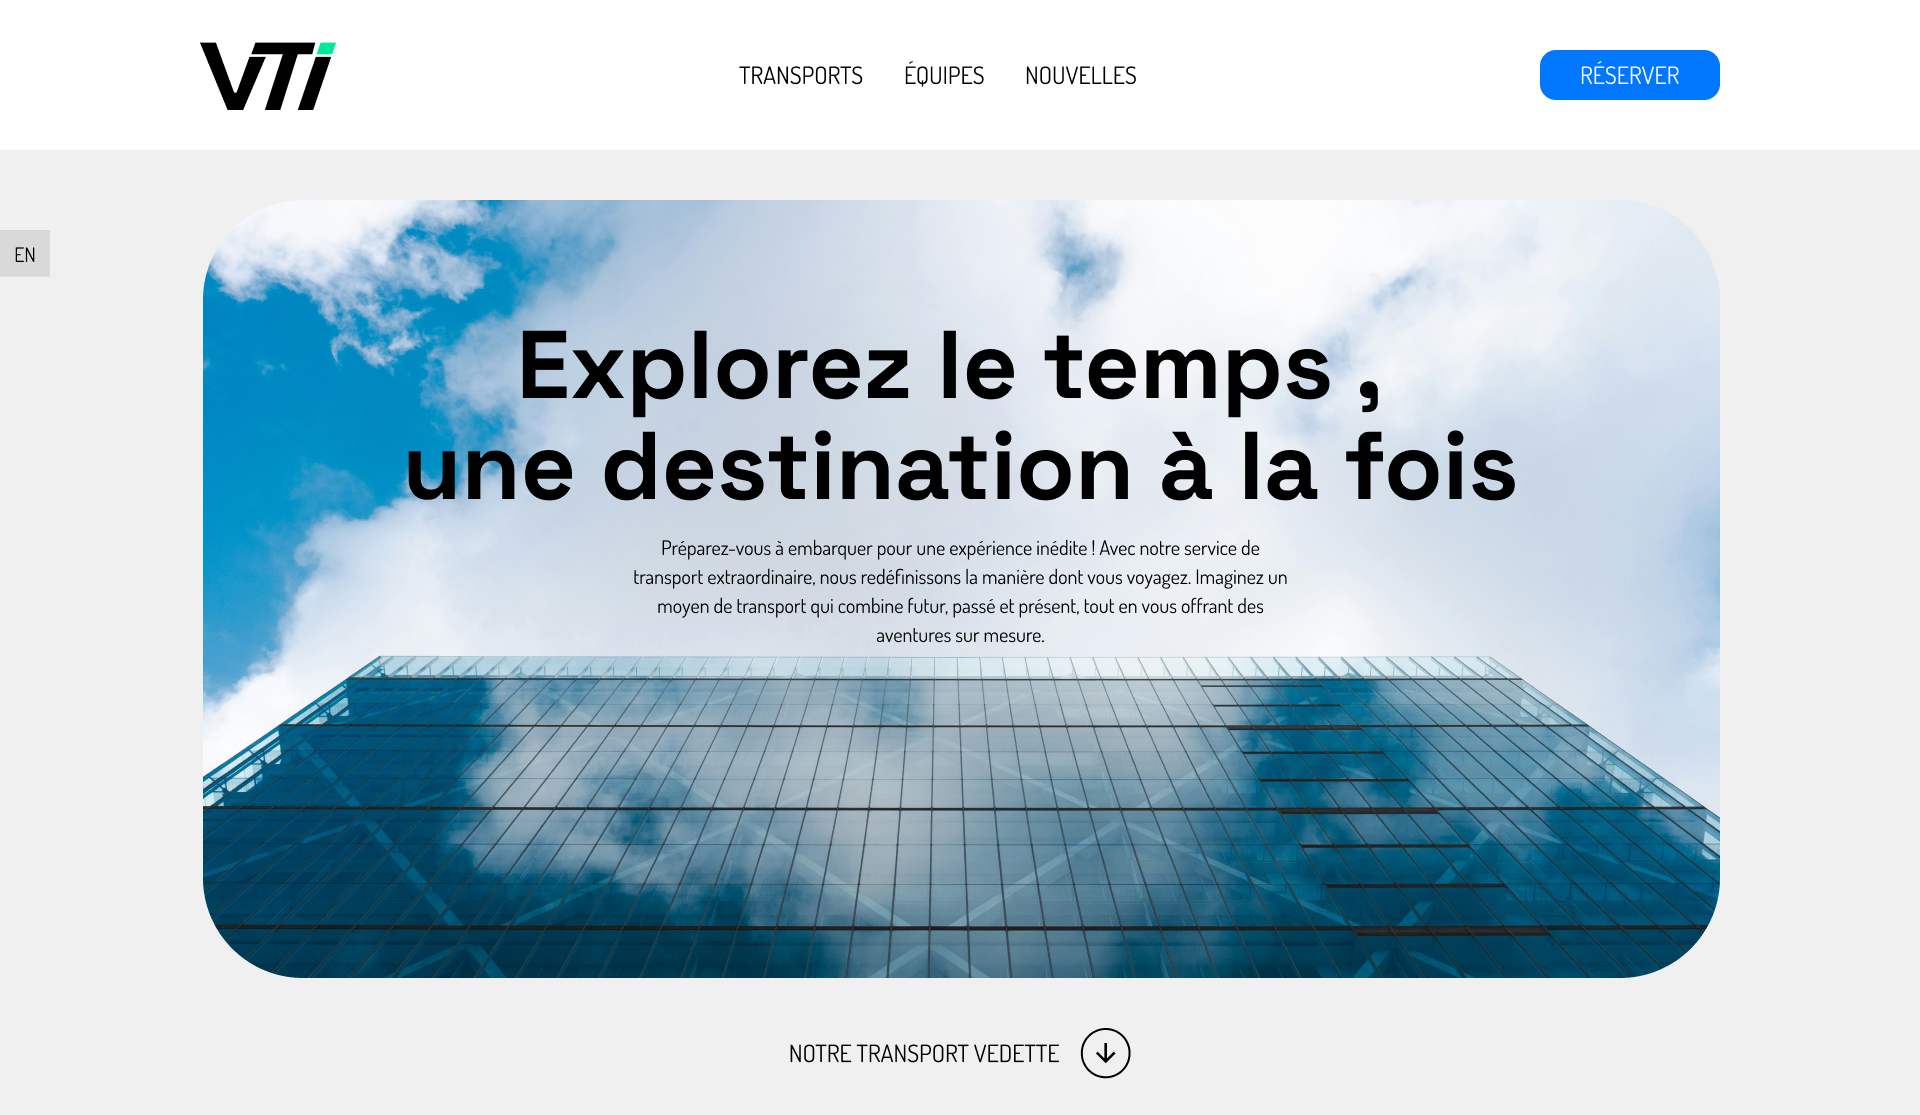 VTi
TRANSPORTS
ÉQUIPES
NOUVELLES
RÉSERVER
EN
Explorez le temps ,
une destination à la fois
Préparez-vous à embarquer pour une expérience inédite ! Avec notre service de
transport extraordinaire, nous redéfinissons la manière dont vous voyagez. Imaginez un
moyen de transport qui combine futur, passé et présent, tout en vous offrant des
aventures sur mesure.
NOTRE TRANSPORT VEDETTE